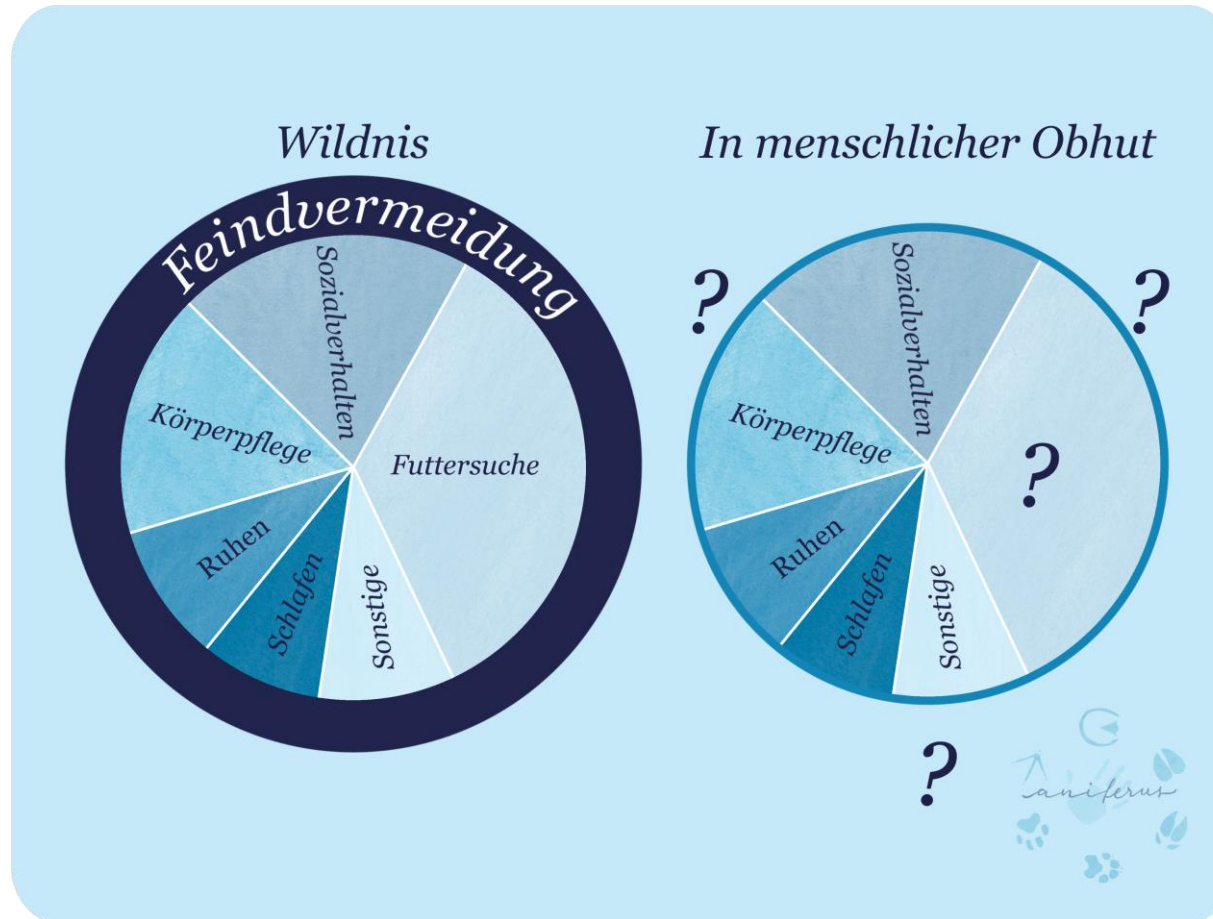 Wildnis
Feindvermeidung
Sozialverhalten
Körperpflege
Futtersuche
Ruhen
Schlafen
Sonstige
In menschlicher Obhut
?
?
Sozialverhalten
Körperpflege
?
Ruhen
Schlafen
Sonstige
?
aniferus